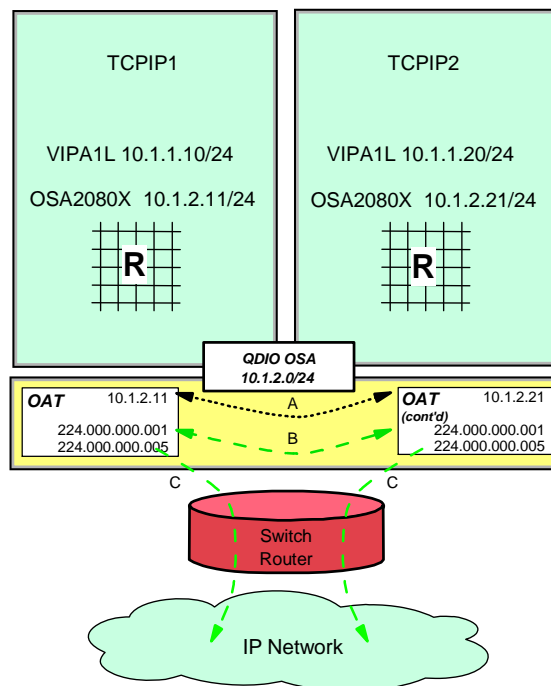 TCPIP1
VIPA1L 10.1.1.10/24
OSA2080X 10.1.2.11/24
R
TCPIP2
VIPA1L 10.1.1.20/24
OSA2080X 10.1.2.21/24
R
QDIO OSA
10.1.2.0/24
OAT 10.1.2.11
224.000.000.001
224.000.000.005
A
B
OAT 10.1.2.21
(cont'd)
224.000.000.001
224.000.000.005
C
C
Switch
Router
IP Network